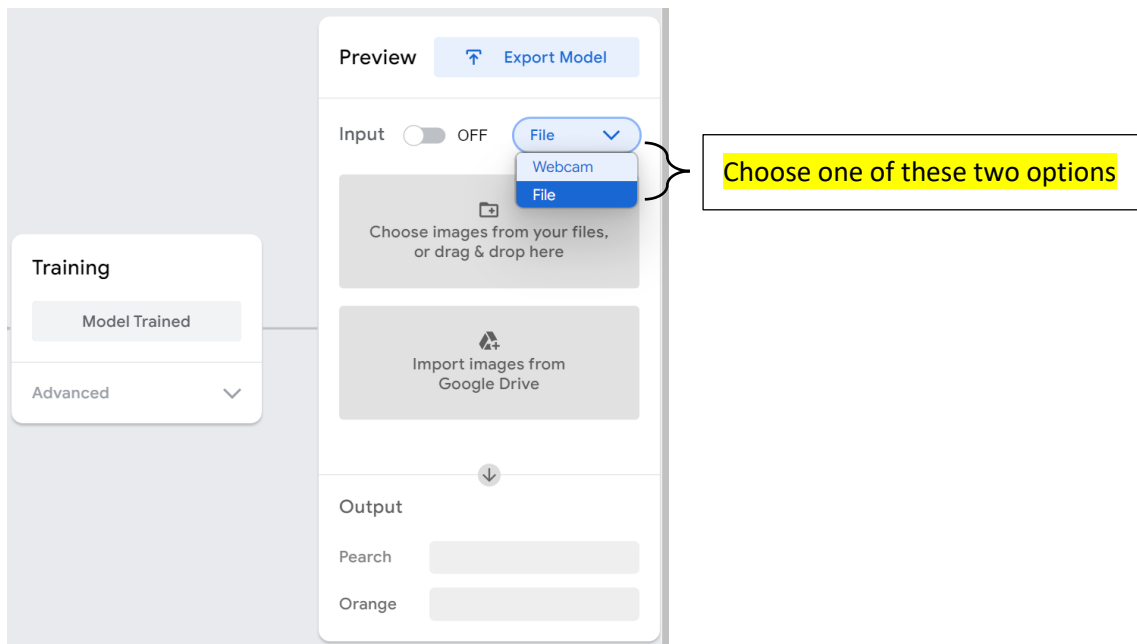 Preview
Export Model
Input
OFF
File
Webcam
File
Choose one of these two options
Choose images from your files,
or drag & drop here
Training
Model Trained
Advanced
Import images from
Google Drive
Output
Pearch
Orange